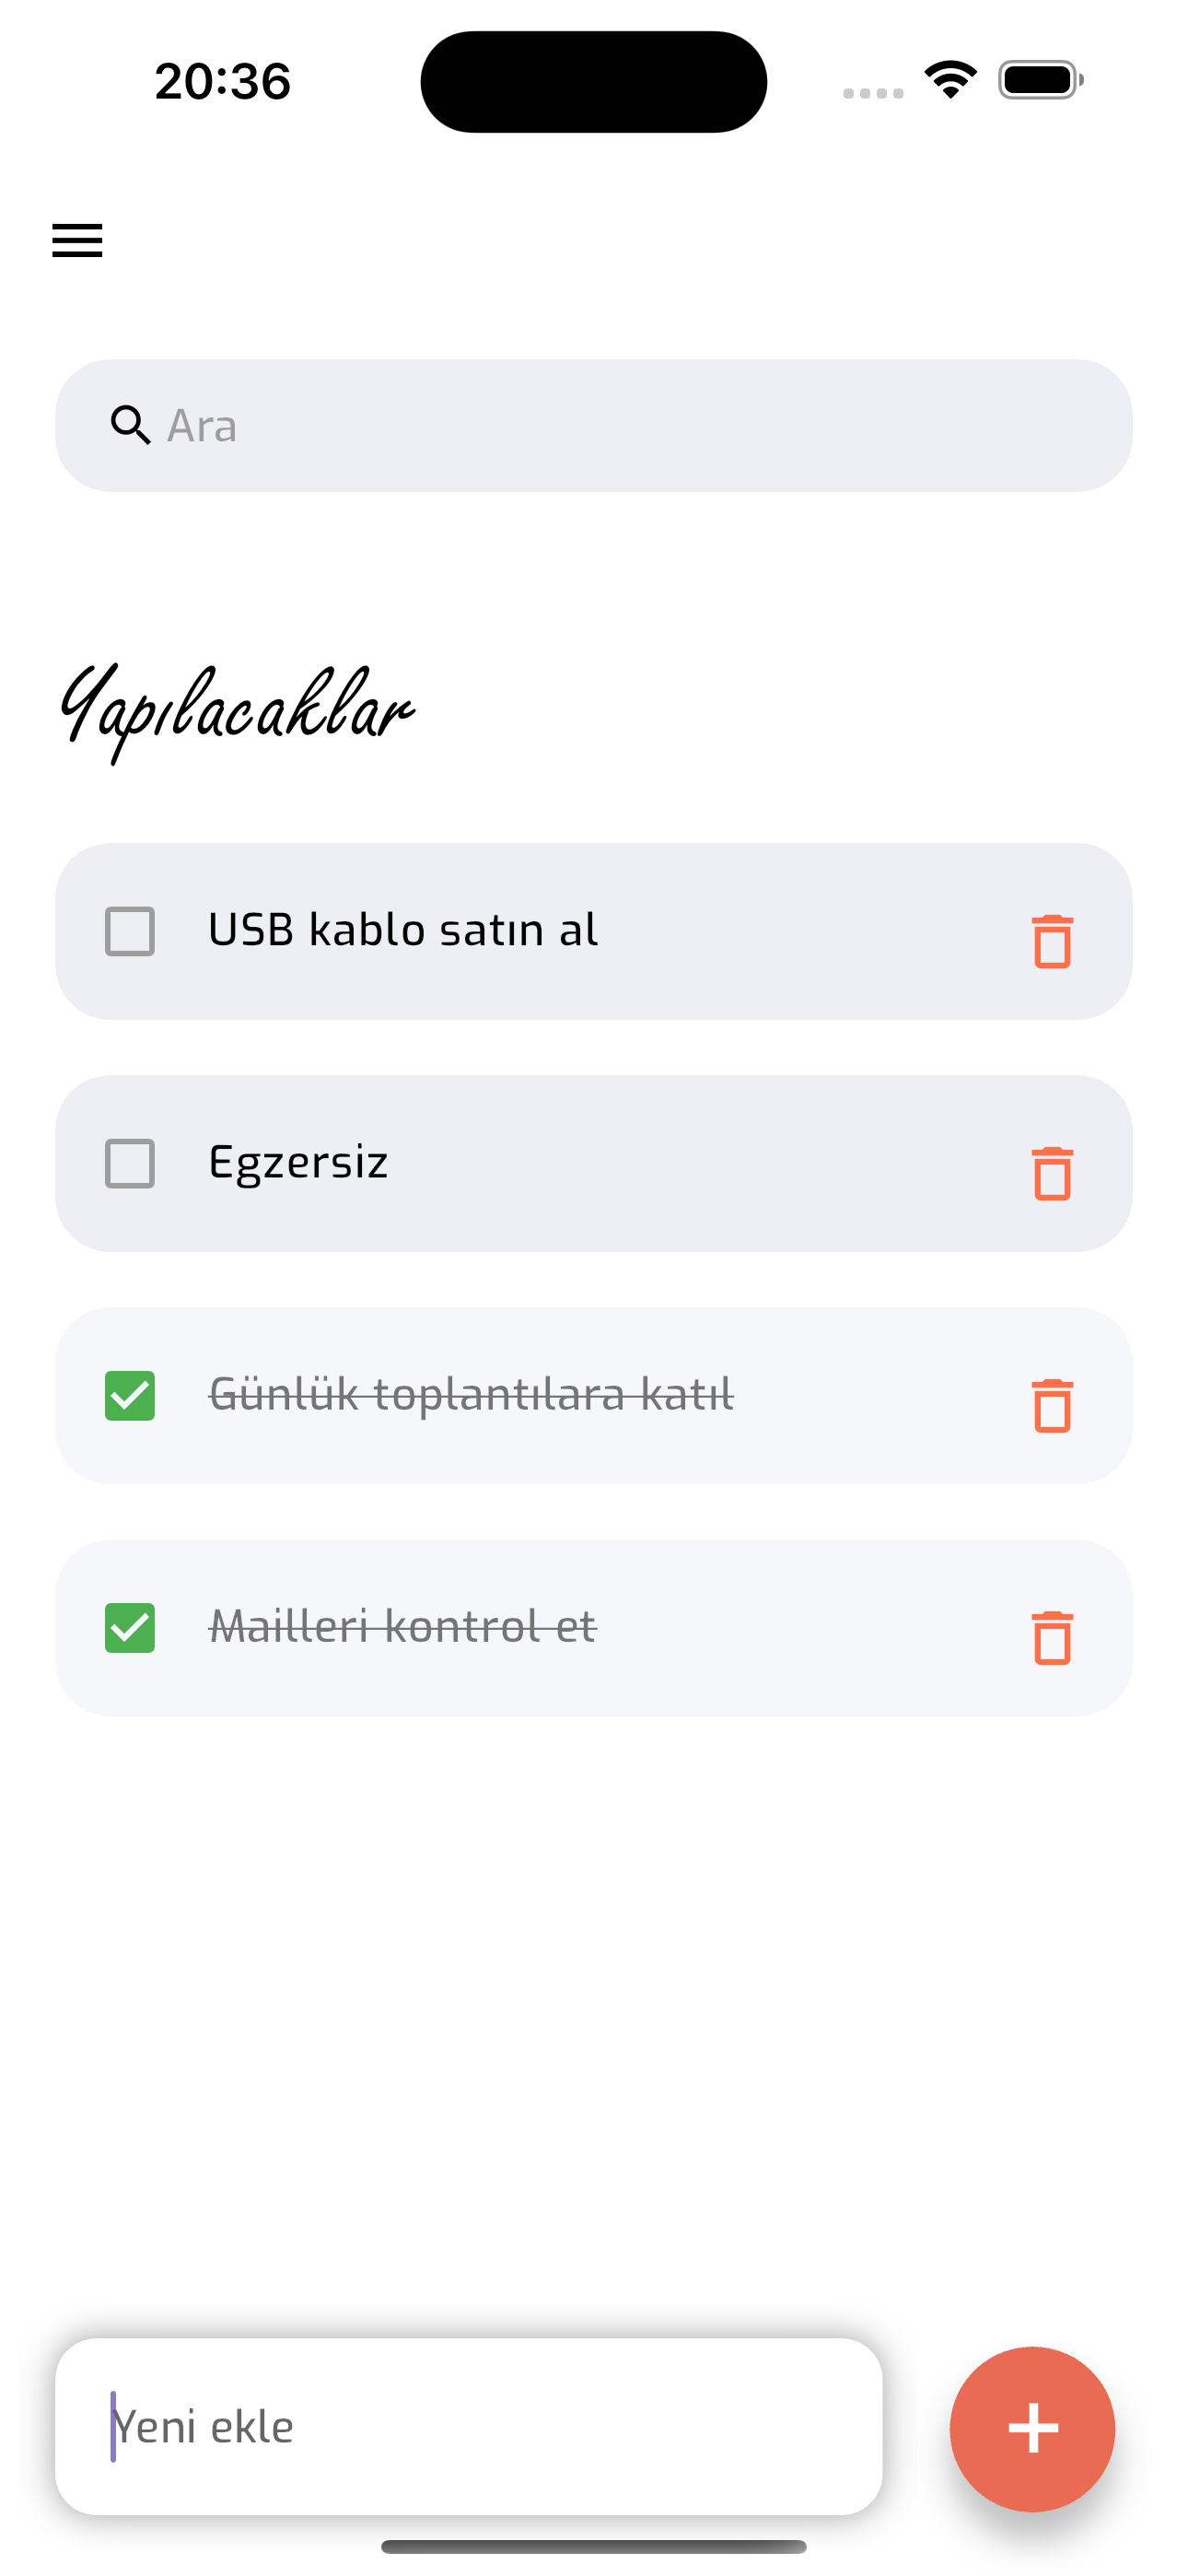 20:36
Ara
Yapılacaklar
USB kablo satın al
Egzersiz
Günlük toplantılara katıl
Mailleri kontrol et
Yeni ekle